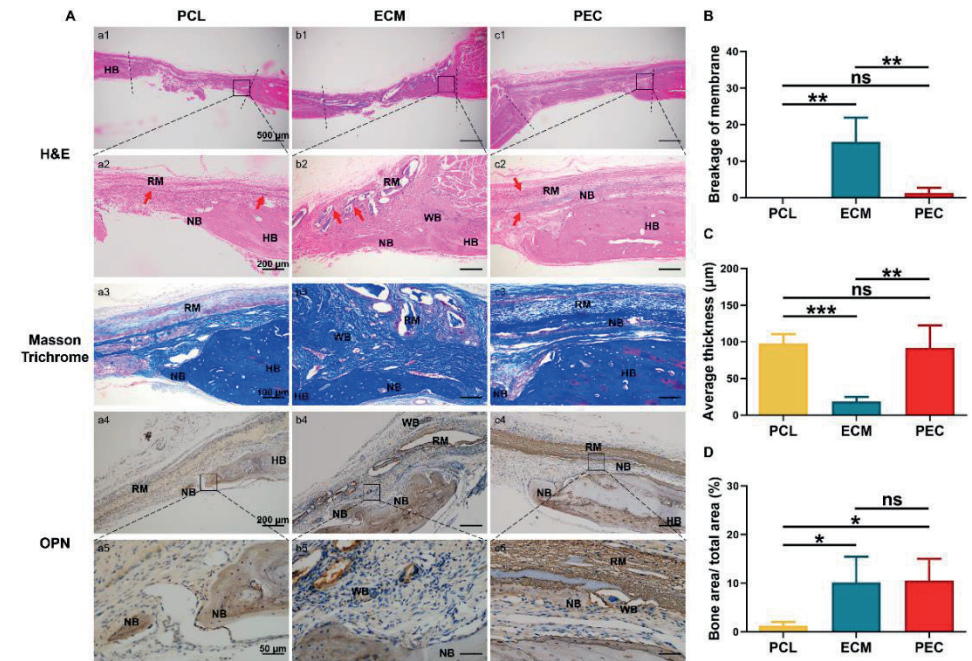 A
PCL
ECM
PEC
H&E
a1
HB
500 µm
b1
c1
a2
RM
NB
HB
200 µm
b2
RM
WB
NB
HB
c2
RM
NB
HB
Masson
Trichrome
a3
RM
NB
HB
100 µm
b3
WB
RM
HB
NB
c3
RM
NB
HB
NB
OPN
a4
HB
RM
NB
200 µm
b4
WB
RM
NB
NB
c4
RM
NB
NB
HB
a5
NB
NB
50 µm
b5
WB
NB
RM
NB
WB
B
Breakage of membrane
40
30
20
10
0
**
ns
**
PCL
ECM
PEC
C
Average thickness (µm)
200
150
100
50
0
**
ns
***
PCL
ECM
PEC
D
Bone area/ total area (%)
30
20
10
0
ns
*
*
PCL
ECM
PEC